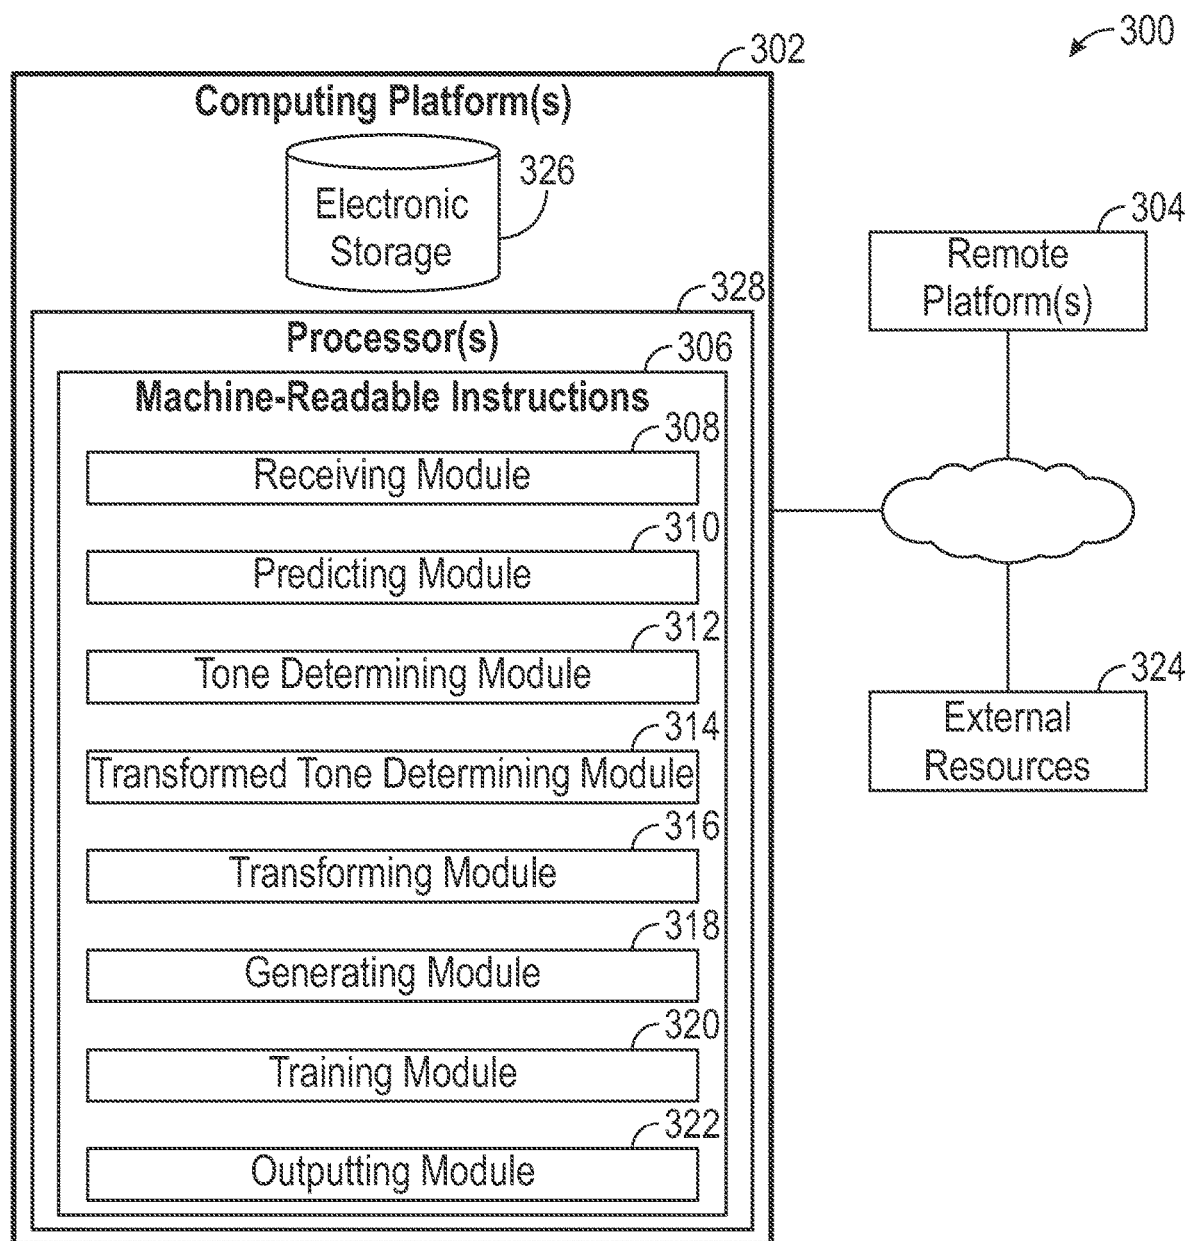 300
302
Computing Platform(s)
326
Electronic
Storage
304
Remote
Platform(s)
328
Processor(s)
306
Machine-Readable Instructions
308
Receiving Module
310
Predicting Module
312
Tone Determining Module
314
Transformed Tone Determining Module
316
Transforming Module
318
Generating Module
320
Training Module
322
Outputting Module
324
External
Resources